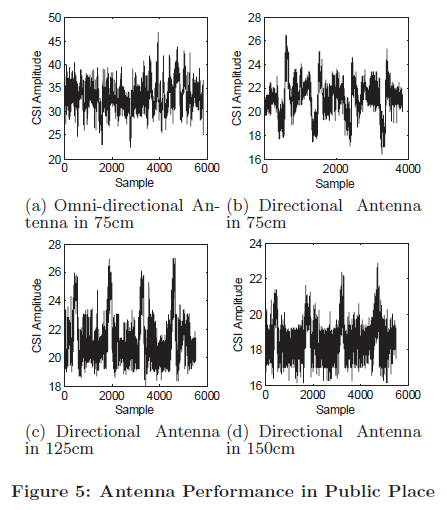 50
45
40
35
30
25
20
0 2000 4000 6000
CSI Amplitude
Sample
28
26
24
22
20
18
16
0 2000 4000
CSI Amplitude
Sample
(a) Omni-directional An-
tenna in 75cm
(b) Directional Antenna
in 75cm
28
26
24
22
20
18
0 2000 4000 6000
CSI Amplitude
Sample
24
22
20
18
16
0 2000 4000 6000
CSI Amplitude
Sample
(c) Directional Antenna
in 125cm
(d) Directional Antenna
in 150cm
Figure 5: Antenna Performance in Public Place